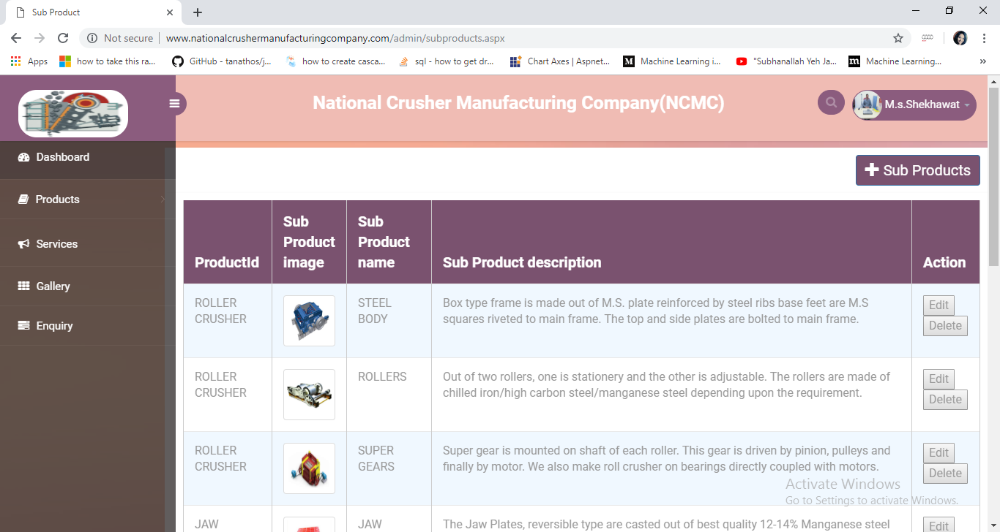 Sub Product
Not secure
www.nationalcrushermanufacturingcompany.com/admin/subproducts.aspx
Apps
how to take this ra...
GitHub - tanathos/j...
how to create casca...
sql - how to get dr...
Chart Axes | Aspnet...
M
Machine Learning i...
"Subhanallah Yeh Ja...
m
Machine Learning...
National Crusher Manufacturing Company(NCMC)
M.s.Shekhawat
Dashboard
Products
Services
Gallery
Enquiry
Sub Products
ProductId
Sub
Product
image
Sub
Product
name
Sub Product description
Action
ROLLER
CRUSHER
STEEL
BODY
Box type frame is made out of M.S. plate reinforced by steel ribs base feet are M.S
squares riveted to main frame. The top and side plates are bolted to main frame.
Edit
Delete
ROLLER
CRUSHER
ROLLERS
Out of two rollers, one is stationery and the other is adjustable. The rollers are made of
chilled iron/high carbon steel/manganese steel depending upon the requirement.
Edit
Delete
ROLLER
CRUSHER
SUPER
GEARS
Super gear is mounted on shaft of each roller. This gear is driven by pinion, pulleys and
finally by motor. We also make roll crusher on bearings directly coupled with motors.
Edit
Delete
Activate Windows
Go to Settings to activate Windows.
JAW
JAW
The Jaw Plates, reversible type are casted out of best quality 12-14% Manganese steel
Edit